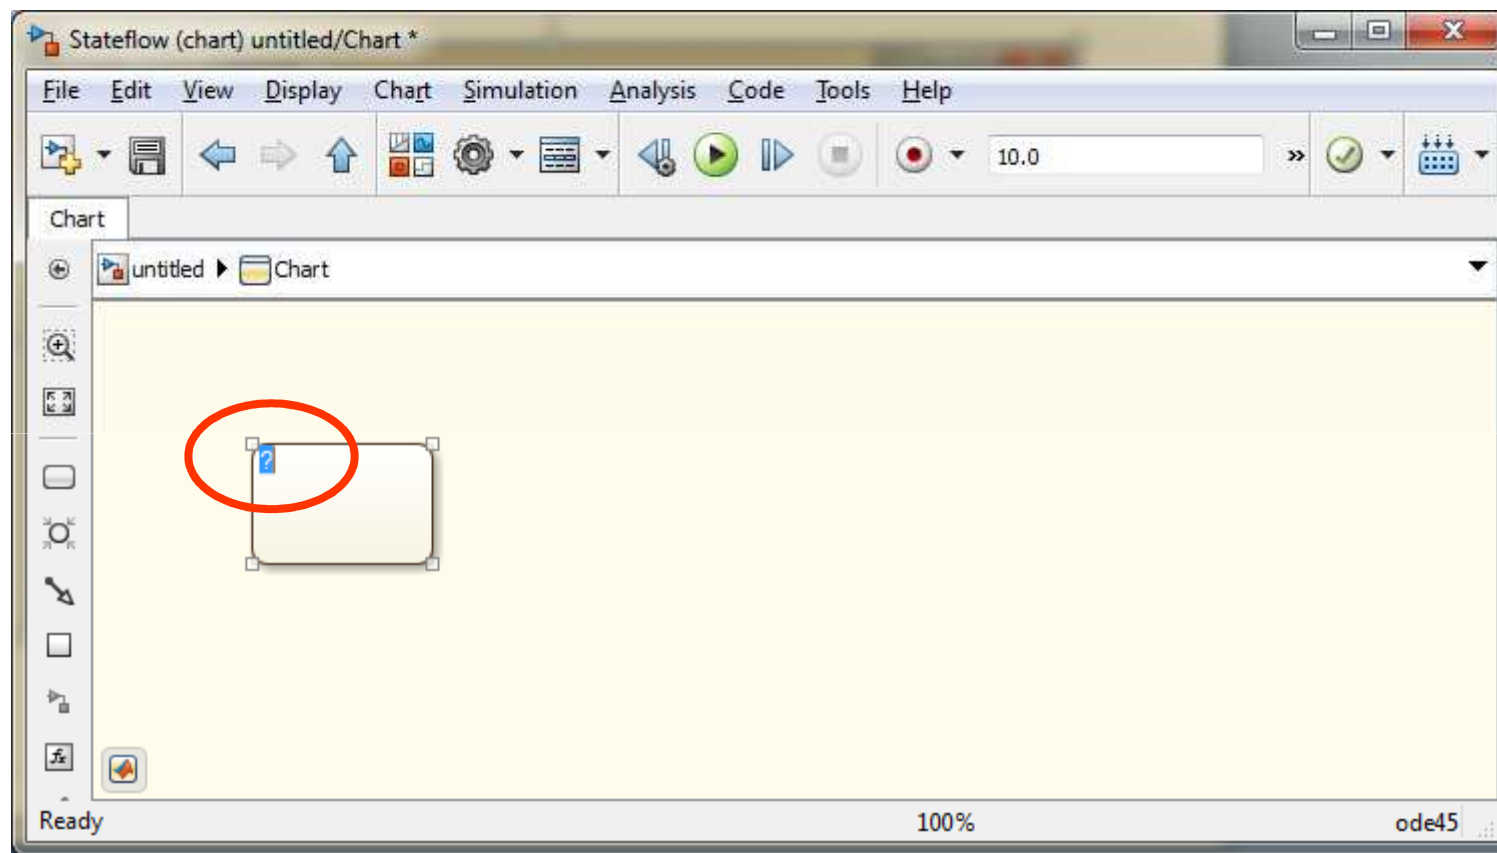 Stateflow (chart) untitled/Chart *
File Edit View Display Chart Simulation Analysis Code Tools Help
10.0 »
Chart
untitled Chart
?
fx
Ready 100% ode45